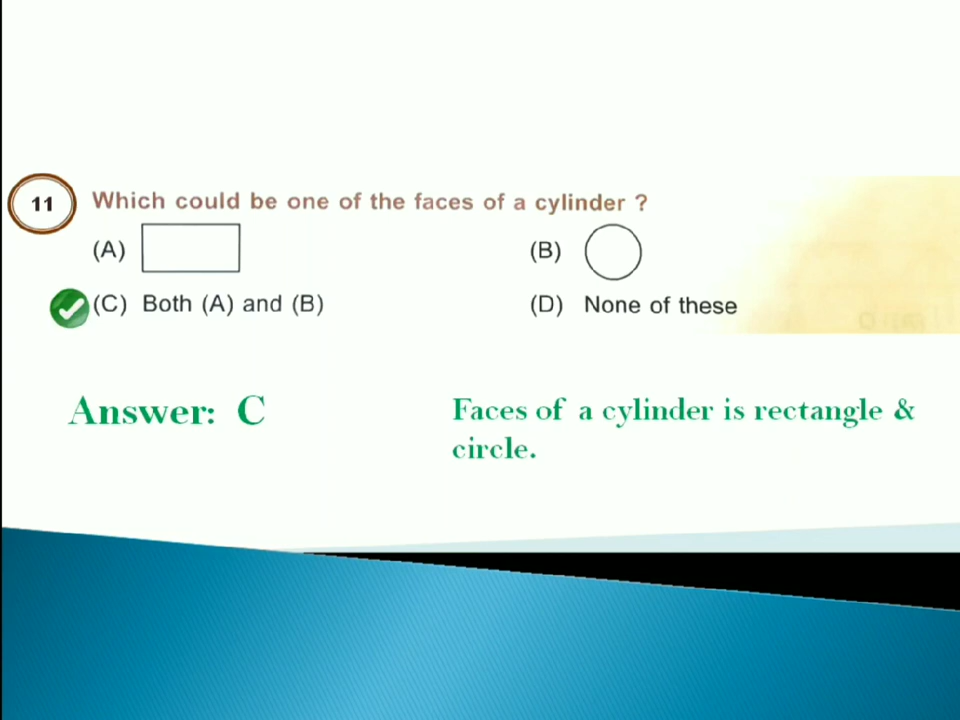 11 Which could be one of the faces of a cylinder ?
(A) (B)
(C) Both (A) and (B) (D) None of these
Answer: C Faces of a cylinder is rectangle &
circle.